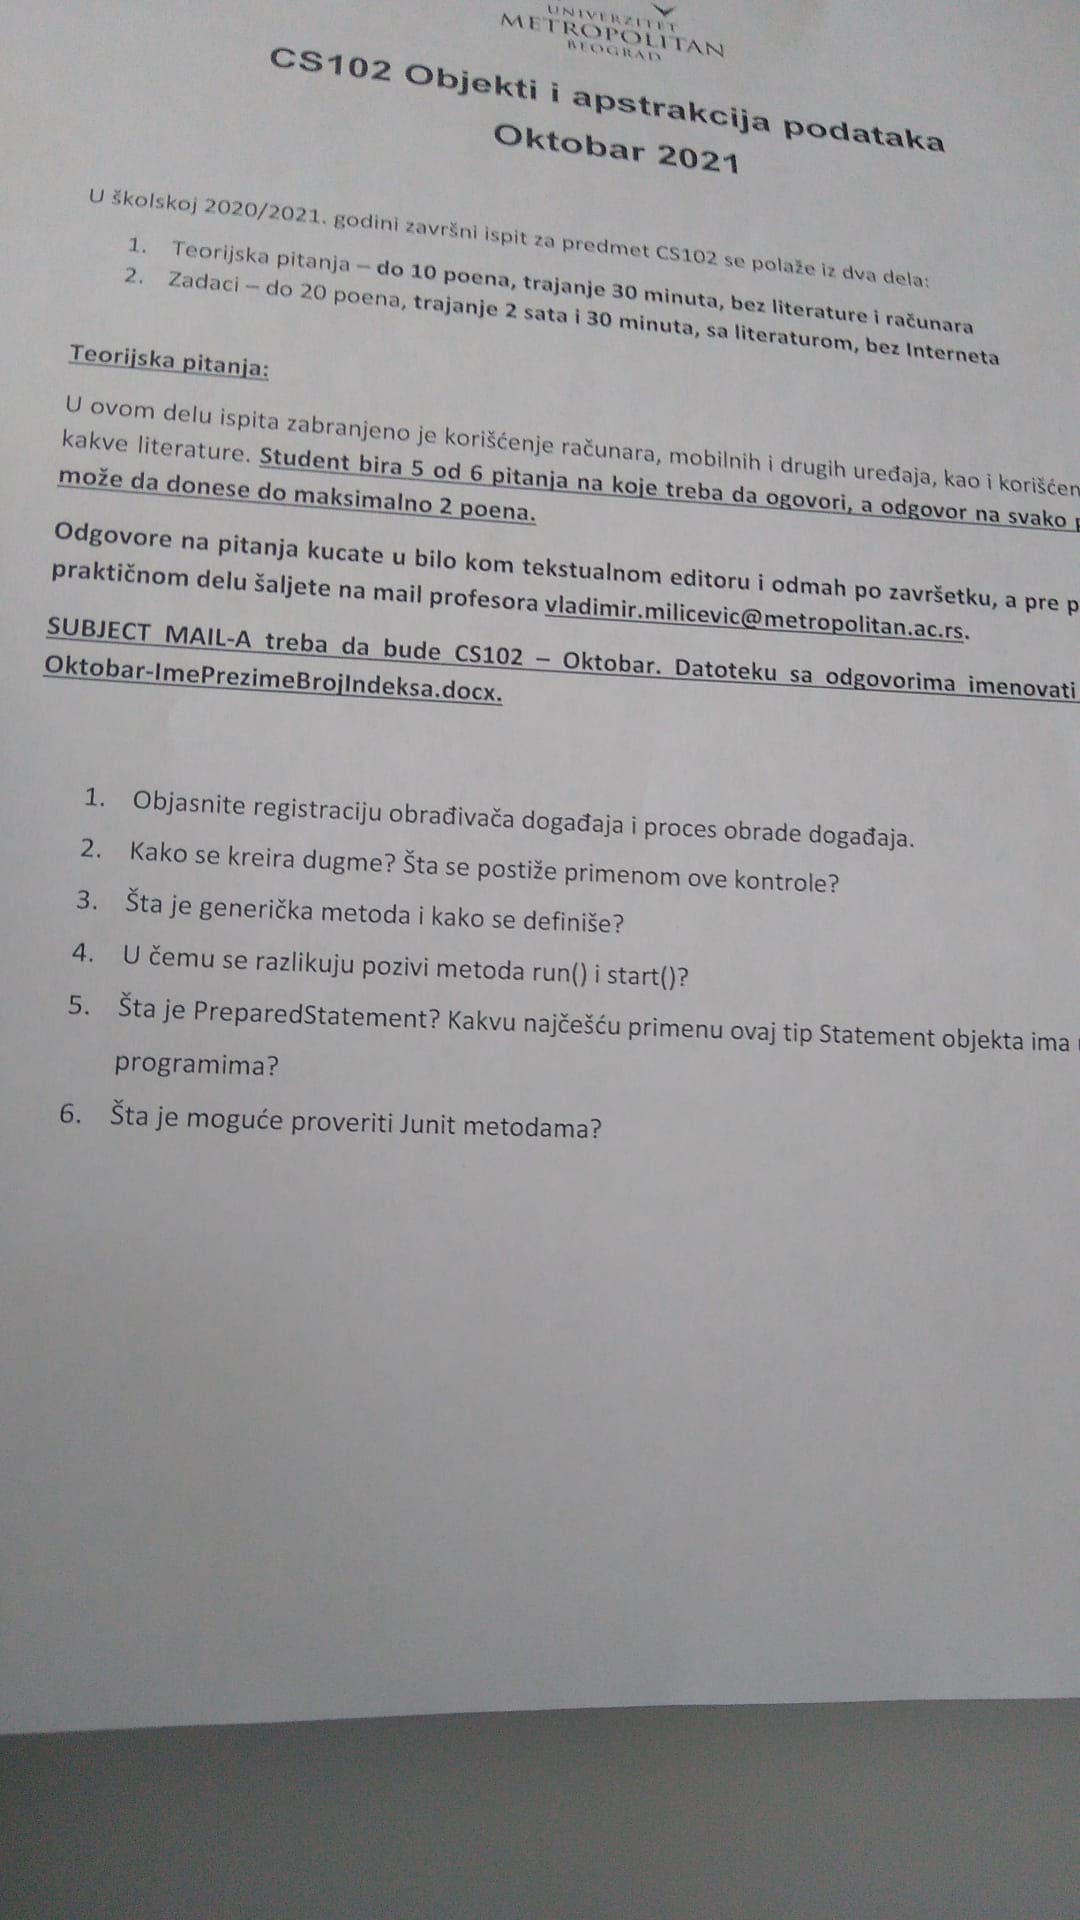 UNIVERZITET
METROPOLITAN
BEOGRAD
CS102 Objekti i apstrakcija podataka
Oktobar 2021
U školskoj 2020/2021. godini završni ispit za predmet CS102 se polaže iz dva dela:
1. Teorijska pitanja – do 10 poena, trajanje 30 minuta, bez literature i računara
2. Zadaci – do 20 poena, trajanje 2 sata i 30 minuta, sa literaturom, bez Interneta
Teorijska pitanja:
U ovom delu ispita zabranjeno je korišćenje računara, mobilnih i drugih uređaja, kao i korišćen
kakve literature. Student bira 5 od 6 pitanja na koje treba da ogovori, a odgovor na svako p
može da donese do maksimalno 2 poena.
Odgovore na pitanja kucate u bilo kom tekstualnom editoru i odmah po završetku, a pre p
praktičnom delu šaljete na mail profesora vladimir.milicevic@metropolitan.ac.rs.
SUBJECT MAIL-A treba da bude CS102 – Oktobar. Datoteku sa odgovorima imenovati
Oktobar-ImePrezimeBrojIndeksa.docx.
1. Objasnite registraciju obrađivača događaja i proces obrade događaja.
2. Kako se kreira dugme? Šta se postiže primenom ove kontrole?
3. Šta je generička metoda i kako se definiše?
4. U čemu se razlikuju pozivi metoda run() i start()?
5. Šta je PreparedStatement? Kakvu najčešću primenu ovaj tip Statement objekta ima
programima?
6. Šta je moguće proveriti Junit metodama?